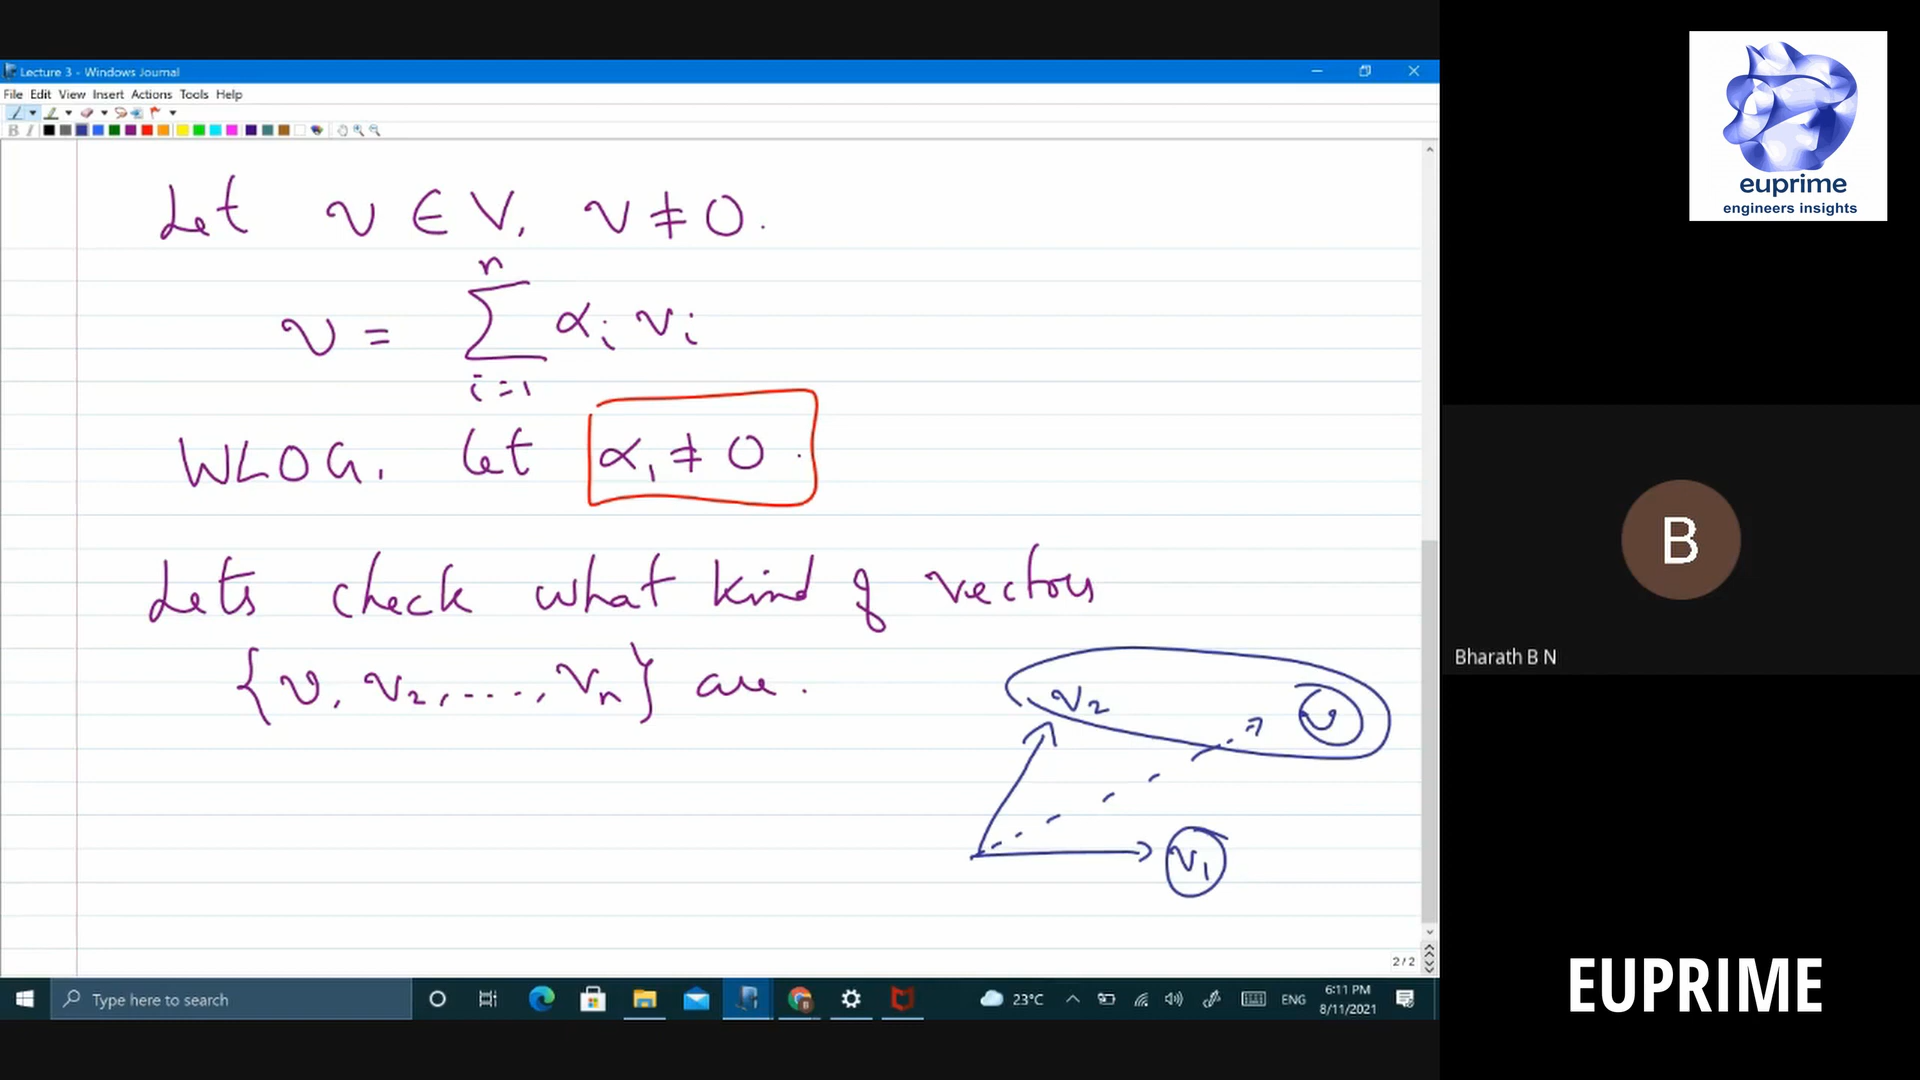 Lecture 3 - Windows Journal
File Edit View Insert Actions Tools Help
B I
Let v ∈ V, v ≠ 0.
n
v = ∑ αi vi
i=1
WLOG, let α1 ≠ 0.
Lets check what kind of vectors
{v, v2, ...., vn} are.
v2
v
v1
2 / 2
Type here to search
23°C
ENG
6:11 PM
8/11/2021
euprime
engineers insights
B
Bharath B N
EUPRIME